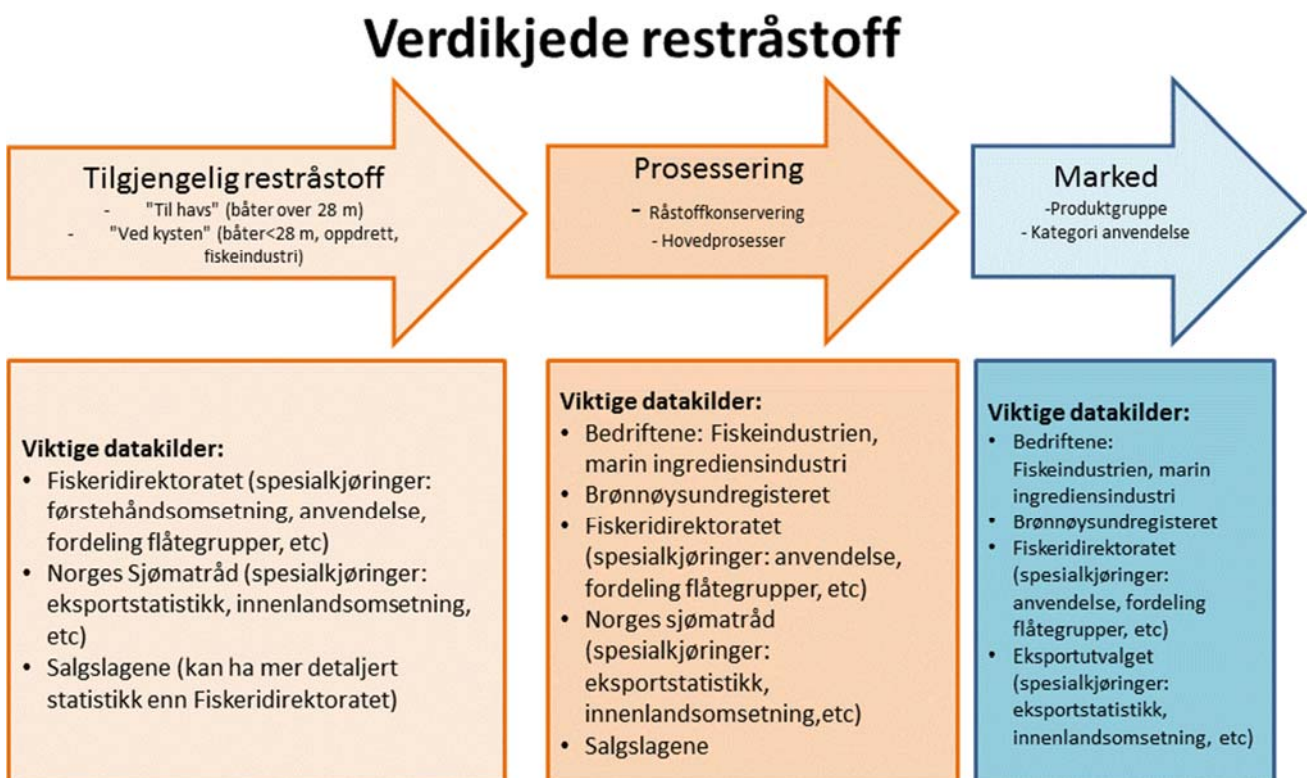 Verdikjede restråstoff
Tilgjengelig restråstoff
- "Til havs" (båter over 28 m)
- "Ved kysten" (båter<28 m, oppdrett,
fiskeindustri)
Prosessering
- Råstoffkonservering
- Hovedprosesser
Marked
-Produktgruppe
- Kategori anvendelse
Viktige datakilder:
• Fiskeridirektoratet (spesialkjøringer:
førstehåndsomsetning, anvendelse,
fordeling flåtegrupper, etc)
• Norges Sjømatråd (spesialkjøringer:
eksportstatistikk, innenlandsomsetning,
etc)
• Salgslagene (kan ha mer detaljert
statistikk enn Fiskeridirektoratet)
Viktige datakilder:
• Bedriftene: Fiskeindustrien,
marin ingrediensindustri
• Brønnøysundregisteret
• Fiskeridirektoratet
(spesialkjøringer: anvendelse,
fordeling flåtegrupper, etc)
• Norges sjømatråd
(spesialkjøringer:
eksportstatistikk,
innenlandsomsetning,etc)
• Salgslagene
Viktige datakilder:
• Bedriftene:
Fiskeindustrien, marin
ingrediensindustri
• Brønnøysundregisteret
• Fiskeridirektoratet
(spesialkjøringer:
anvendelse, fordeling
flåtegrupper, etc)
• Eksportutvalget
(spesialkjøringer:
eksportstatistikk,
innenlandsomsetning, etc)